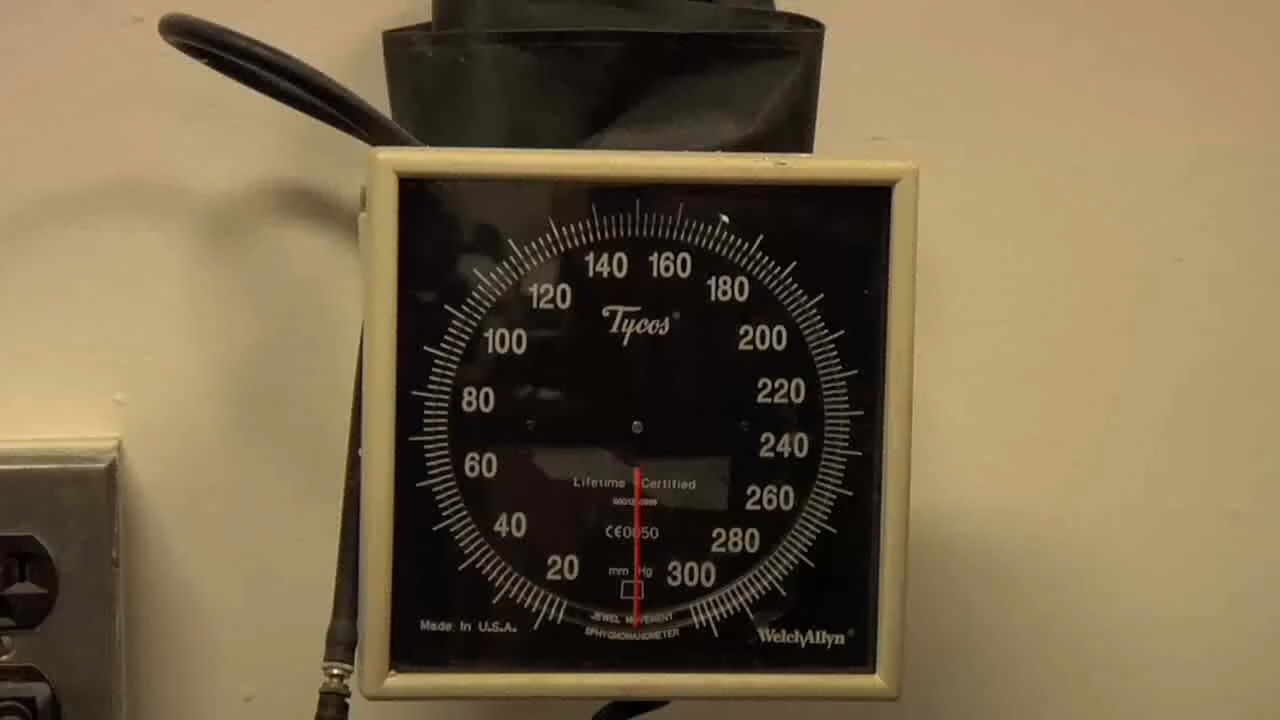 140 160
120 180
Tycos®
100 200
80 220
60 240
Lifetime Certified
40 260
CE0050
280
20 mm Hg 300
JEWEL MOVEMENT
SPHYGMOMANOMETER
Made in U.S.A.
WelchAllyn®